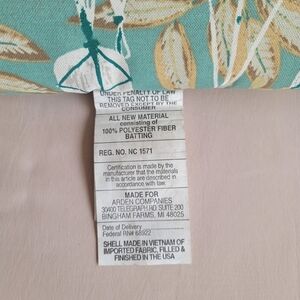 UNDER PENALTY OF LAW
THIS TAG NOT TO BE
REMOVED EXCEPT BY THE
CONSUMER
ALL NEW MATERIAL
consisting of
100% POLYESTER FIBER
BATTING
REG. NO. NC 1571
Certification is made by the
manufacturer that the materials
in this article are described in
accordance with law.
MADE FOR
ARDEN COMPANIES
30400 TELEGRAPH RD. SUITE 200
BINGHAM FARMS, MI 48025
Date of Delivery
Federal RN# 68922
SHELL MADE IN VIETNAM OF
IMPORTED FABRIC, FILLED &
FINISHED IN THE USA